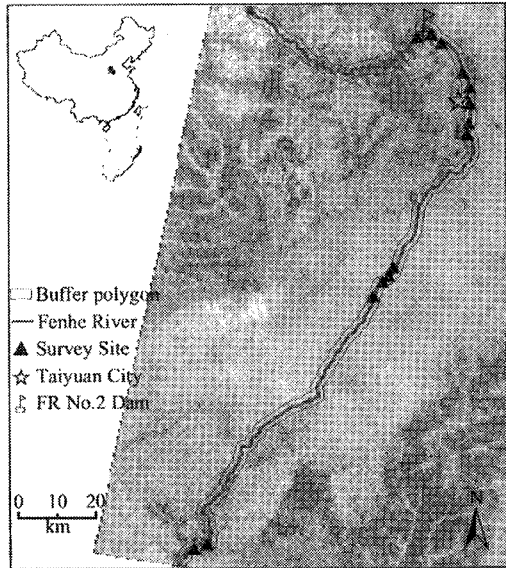 Buffer polygon
Fenhe River
Survey Site
Taiyuan City
FR No.2 Dam
0 10 20
km
N